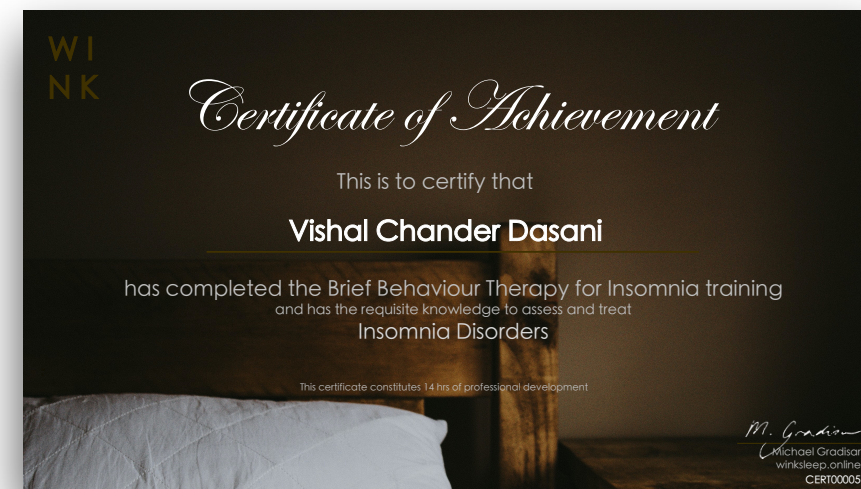 WI
NK
Certificate of Achievement
This is to certify that
Vishal Chander Dasani
has completed the Brief Behaviour Therapy for Insomnia training
and has the requisite knowledge to assess and treat
Insomnia Disorders
This certificate constitutes 14 hrs of professional development
M. Gradisar
Michael Gradisar
winksleep.online
CERT00005